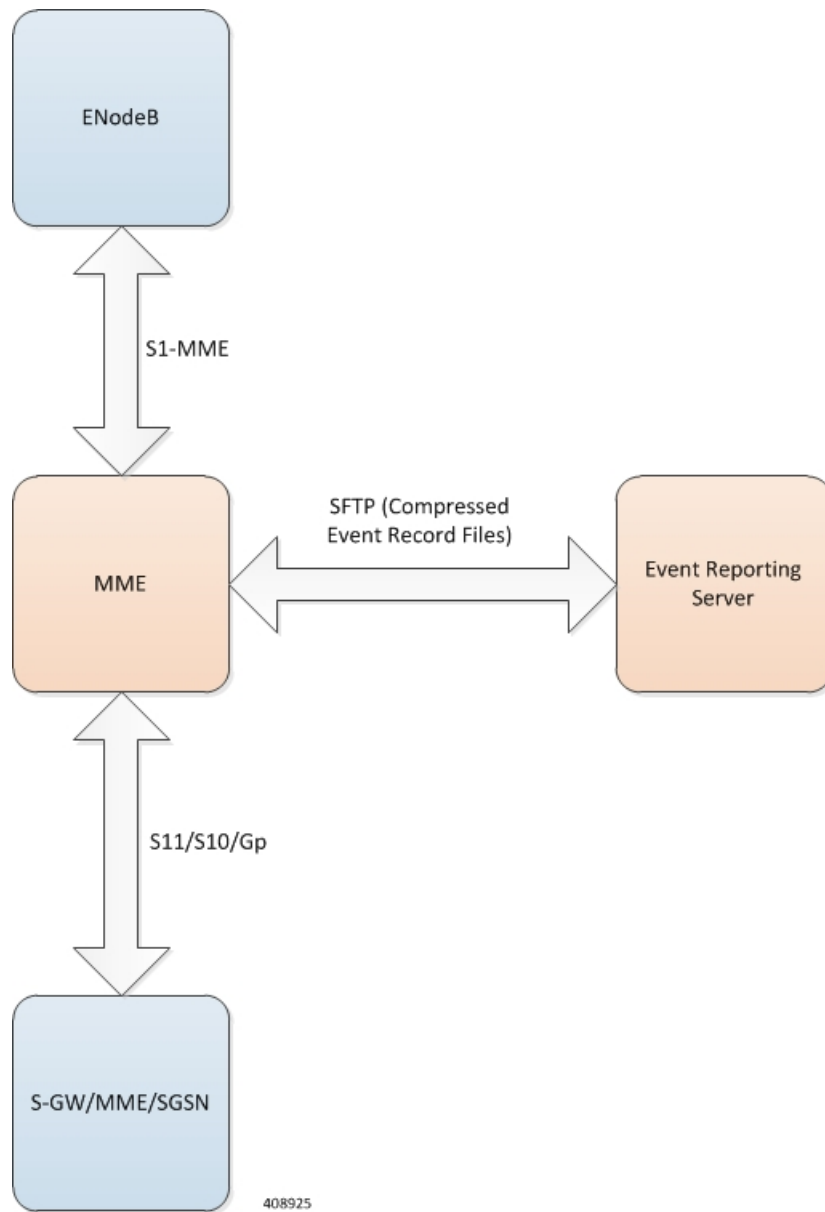 ENodeB
S1-MME
SFTP (Compressed
Event Record Files)
MME
Event Reporting
Server
S11/S10/Gp
S-GW/MME/SGSN
408925